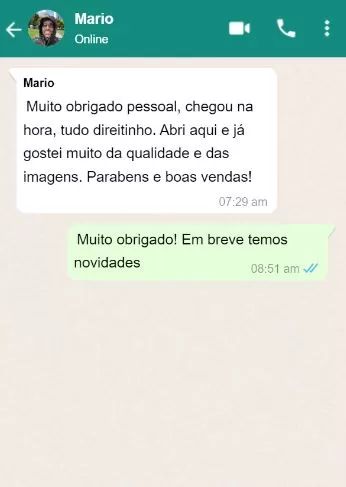 Mario
Online
Mario
Muito obrigado pessoal, chegou na
hora, tudo direitinho. Abri aqui e já
gostei muito da qualidade e das
imagens. Parabens e boas vendas!
07:29 am
Muito obrigado! Em breve temos
novidades
08:51 am